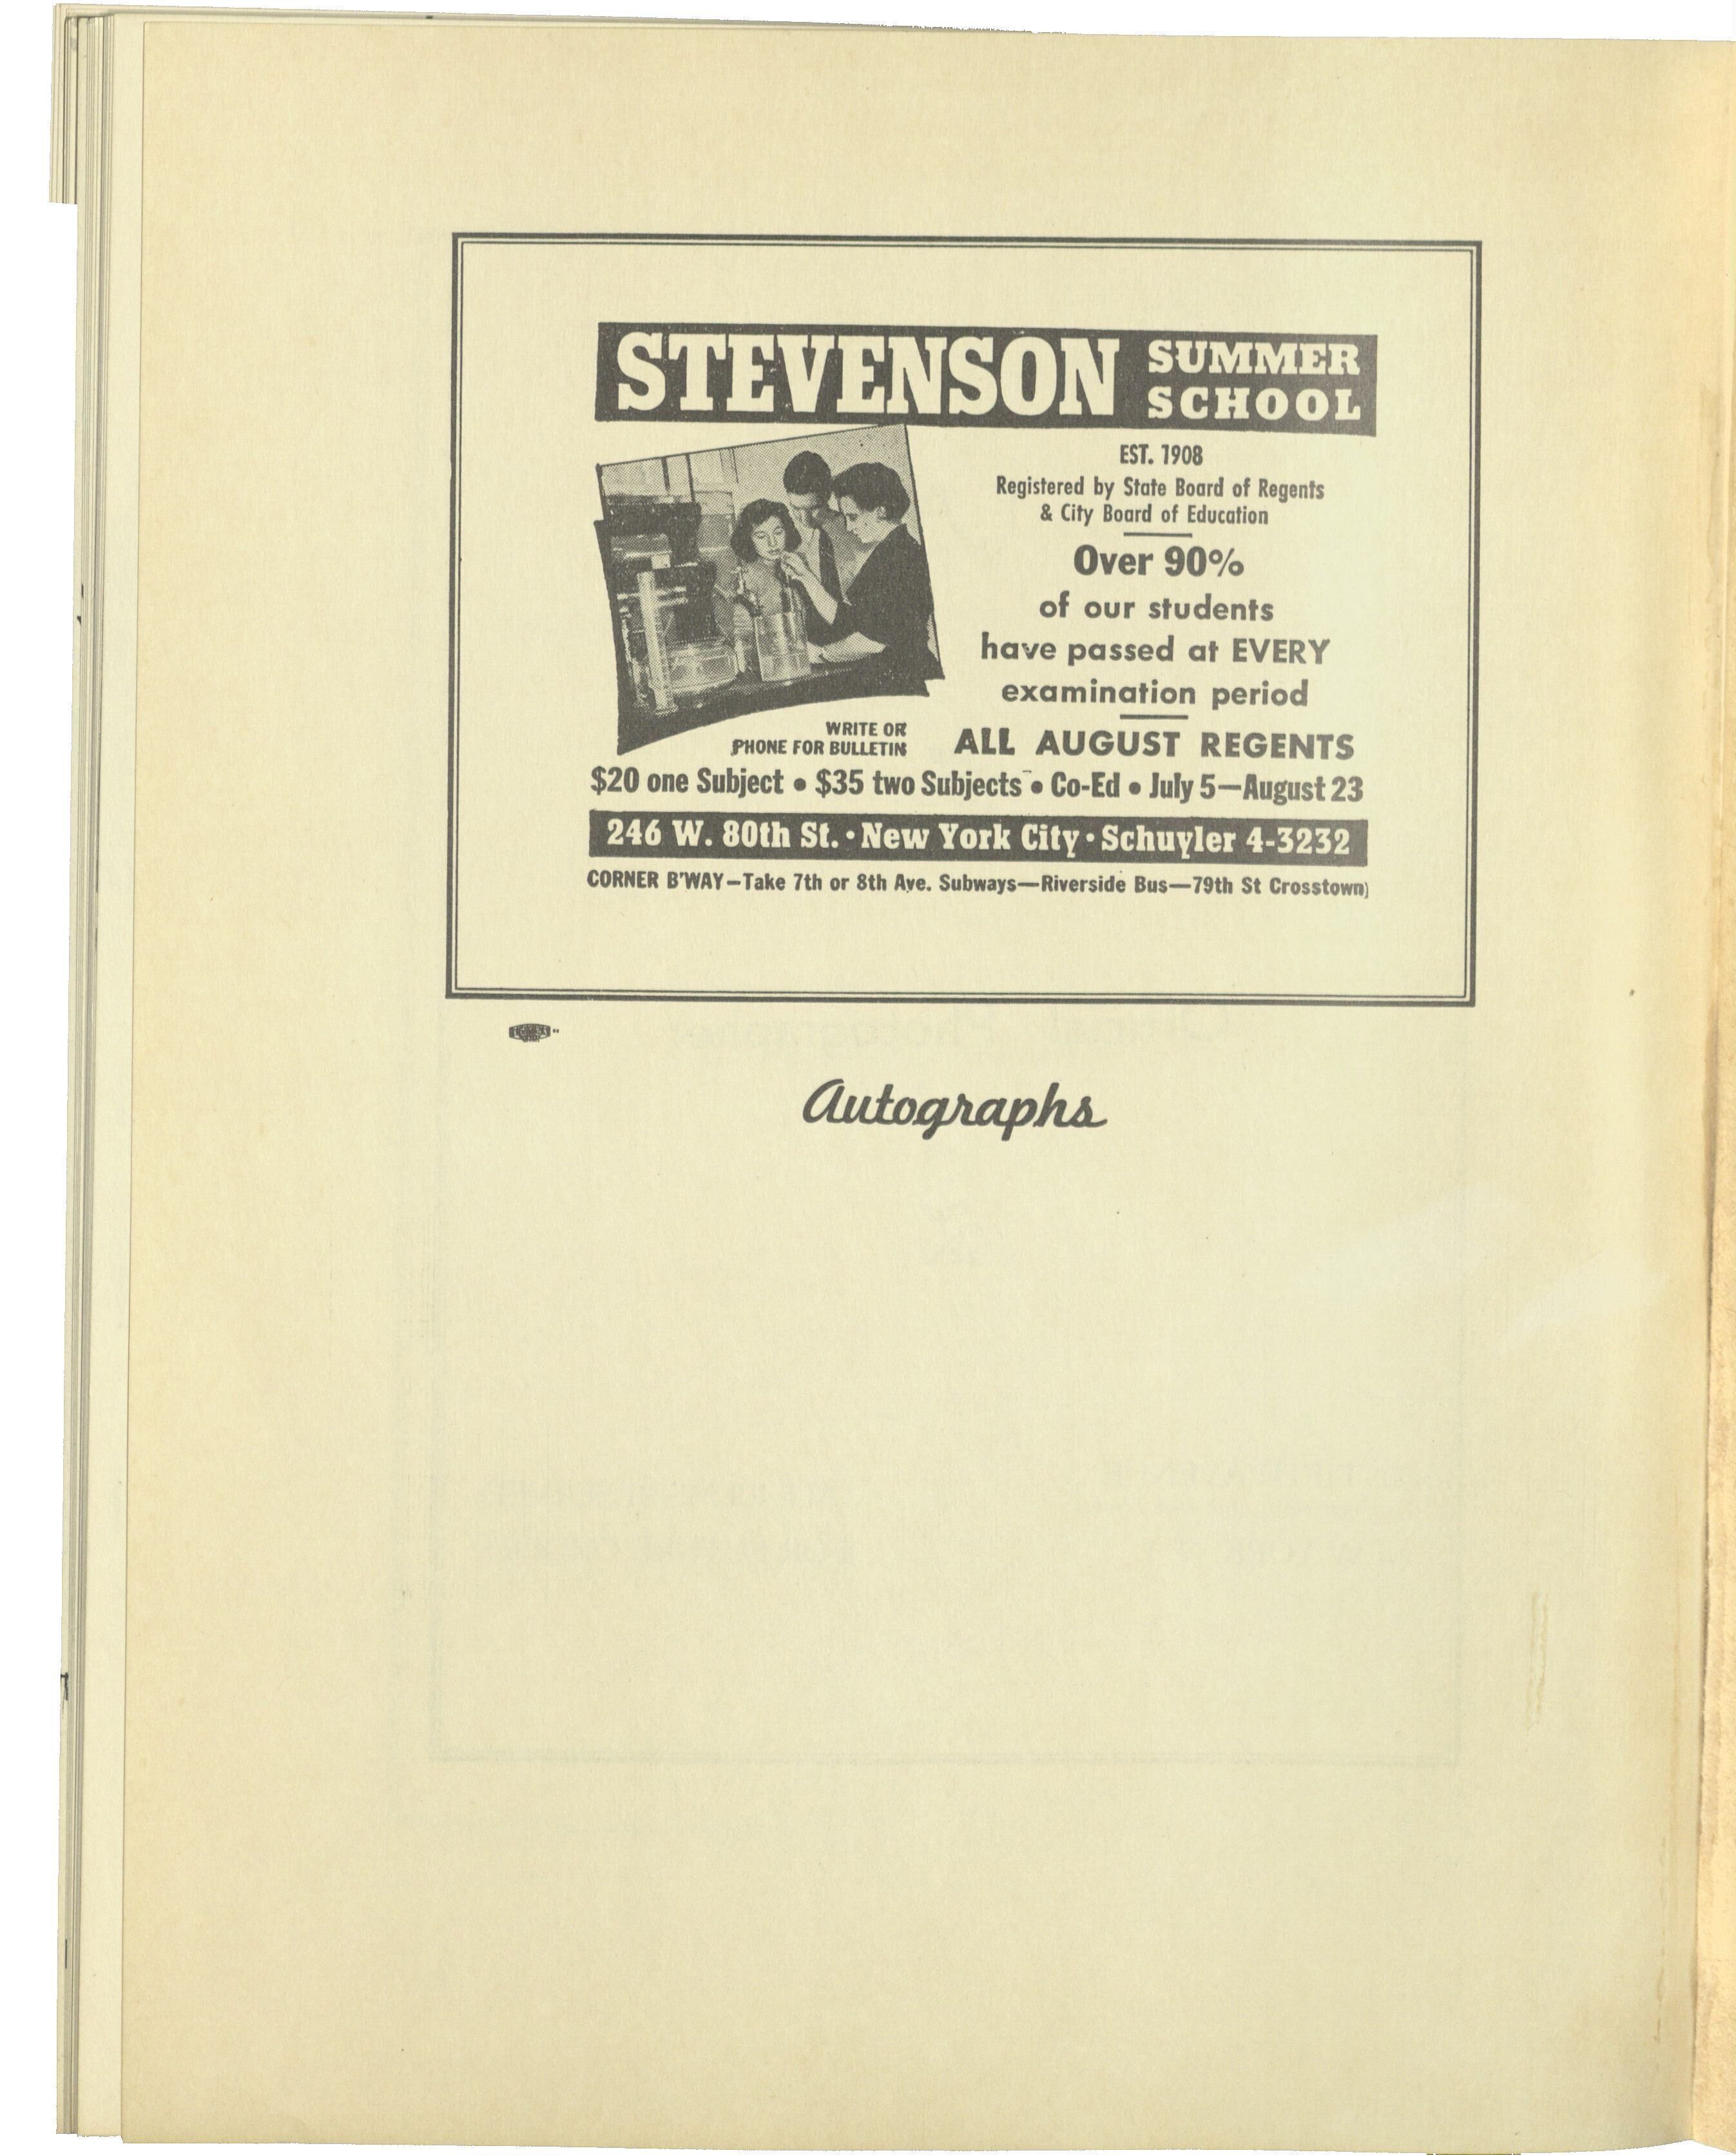 STEVENSON SUMMER SCHOOL
EST. 1908
Registered by State Board of Regents
& City Board of Education
Over 90%
of our students
have passed at EVERY
examination period
WRITE OR
PHONE FOR BULLETIN
ALL AUGUST REGENTS
$20 one Subject • $35 two Subjects • Co-Ed • July 5—August 23
246 W. 80th St. · New York City · Schuyler 4-3232
CORNER B'WAY—Take 7th or 8th Ave. Subways—Riverside Bus—79th St Crosstown)
Autographs